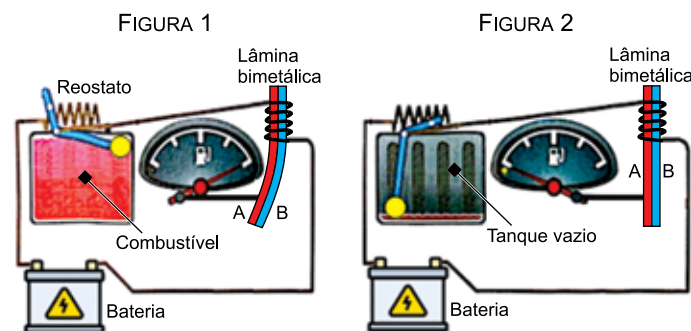 FIGURA 1
Lâmina
bimetálica
Reostato
A
B
Combustível
Bateria
FIGURA 2
Lâmina
bimetálica
A
B
Tanque vazio
Bateria